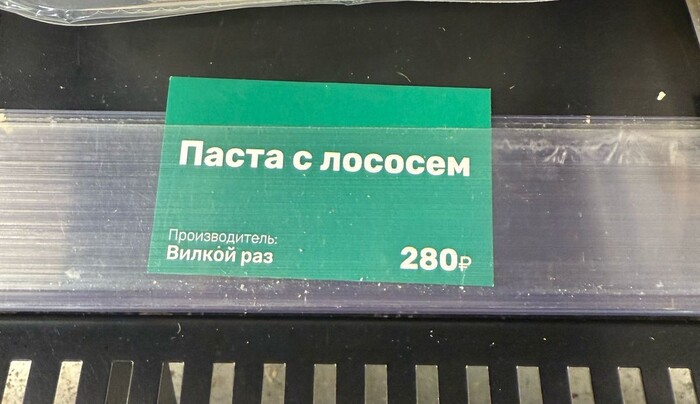 Паста с лососем
Производитель:
Вилкой раз
280₽